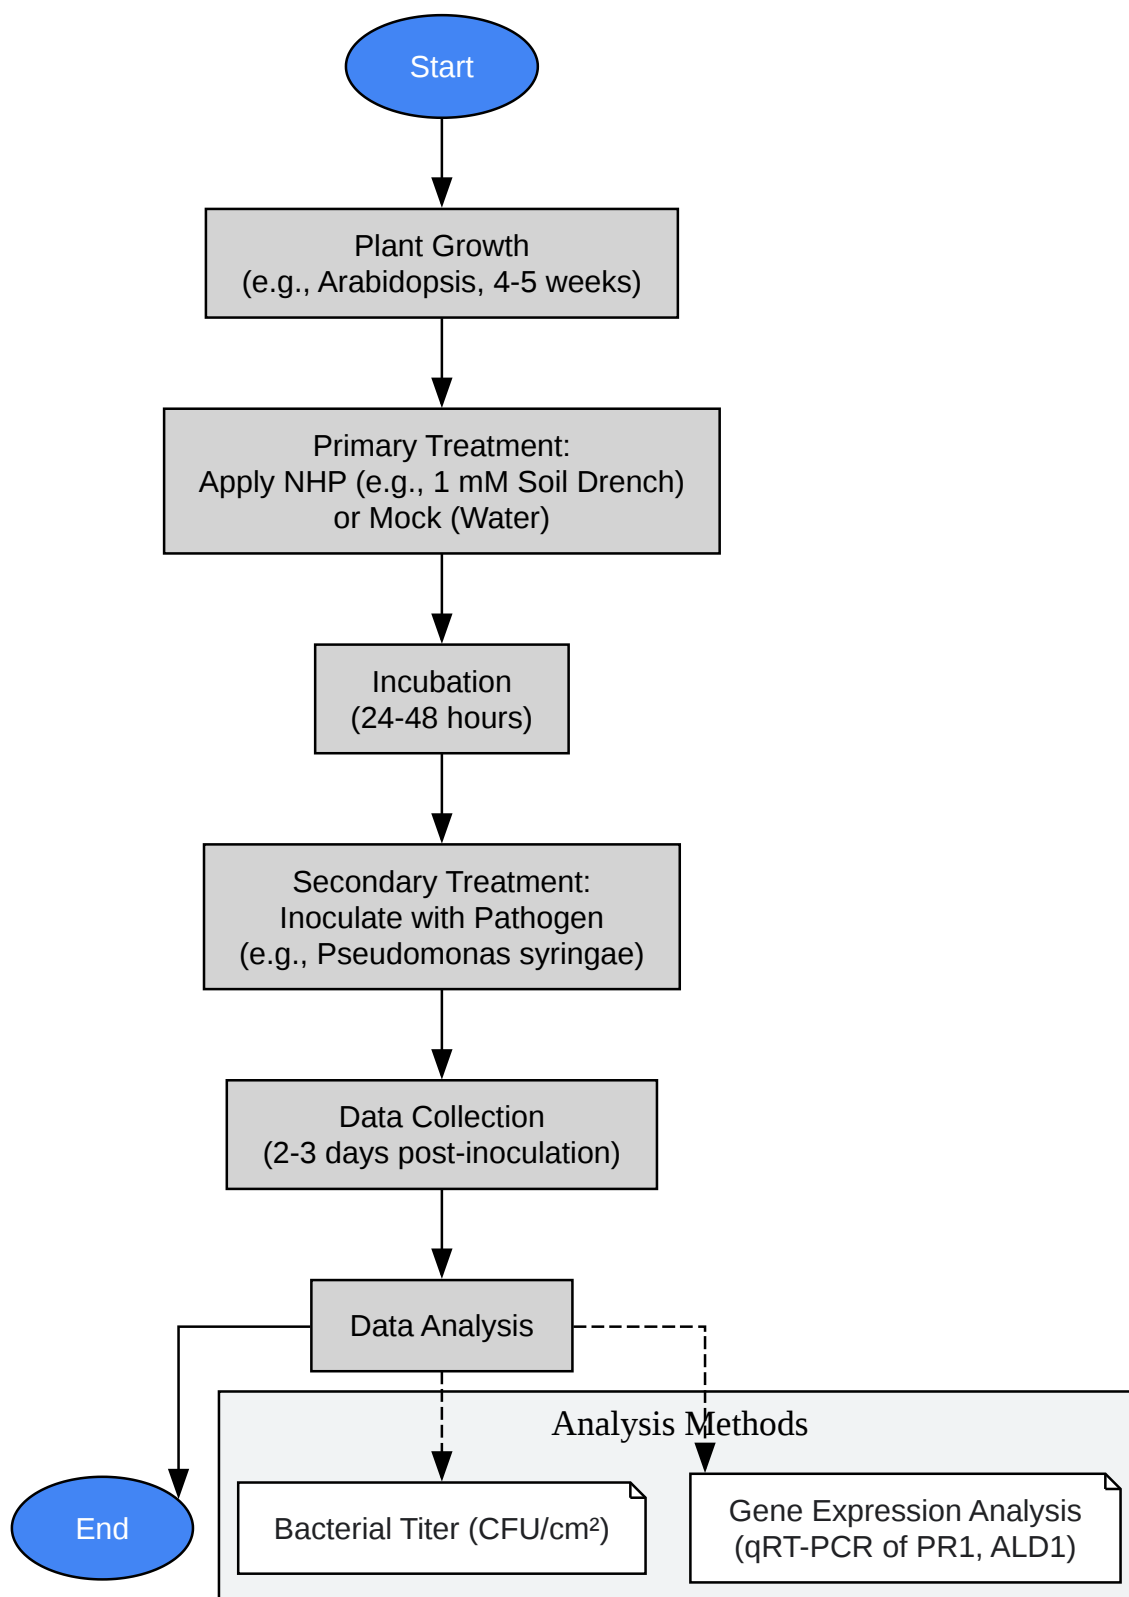 Start
Plant Growth
(e.g., Arabidopsis, 4-5 weeks)
Primary Treatment:
Apply NHP (e.g., 1 mM Soil Drench)
or Mock (Water)
Incubation
(24-48 hours)
Secondary Treatment:
Inoculate with Pathogen
(e.g., Pseudomonas syringae)
Data Collection
(2-3 days post-inoculation)
Data Analysis
Analysis Methods
End
Bacterial Titer (CFU/cm²)
Gene Expression Analysis
(qRT-PCR of PR1, ALD1)